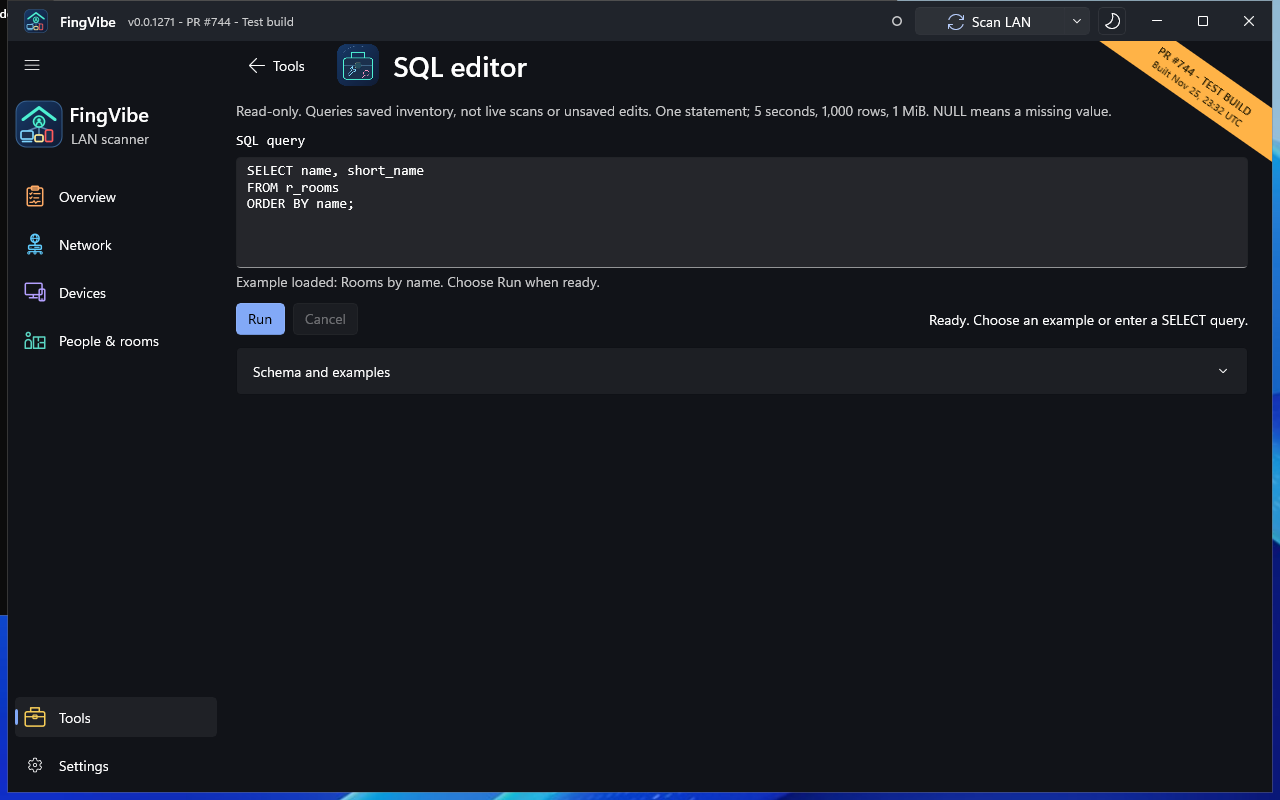 FingVibe
v0.0.1271 - PR #744 - Test build
Scan LAN
PR #744 - TEST BUILD
Built Nov 25, 23:32 UTC
Tools
SQL editor
FingVibe
LAN scanner
Overview
Network
Devices
People & rooms
Tools
Settings
Read-only. Queries saved inventory, not live scans or unsaved edits. One statement; 5 seconds, 1,000 rows, 1 MiB. NULL means a missing value.
SQL query
SELECT name, short_name
FROM r_rooms
ORDER BY name;
Example loaded: Rooms by name. Choose Run when ready.
Run
Cancel
Ready. Choose an example or enter a SELECT query.
Schema and examples